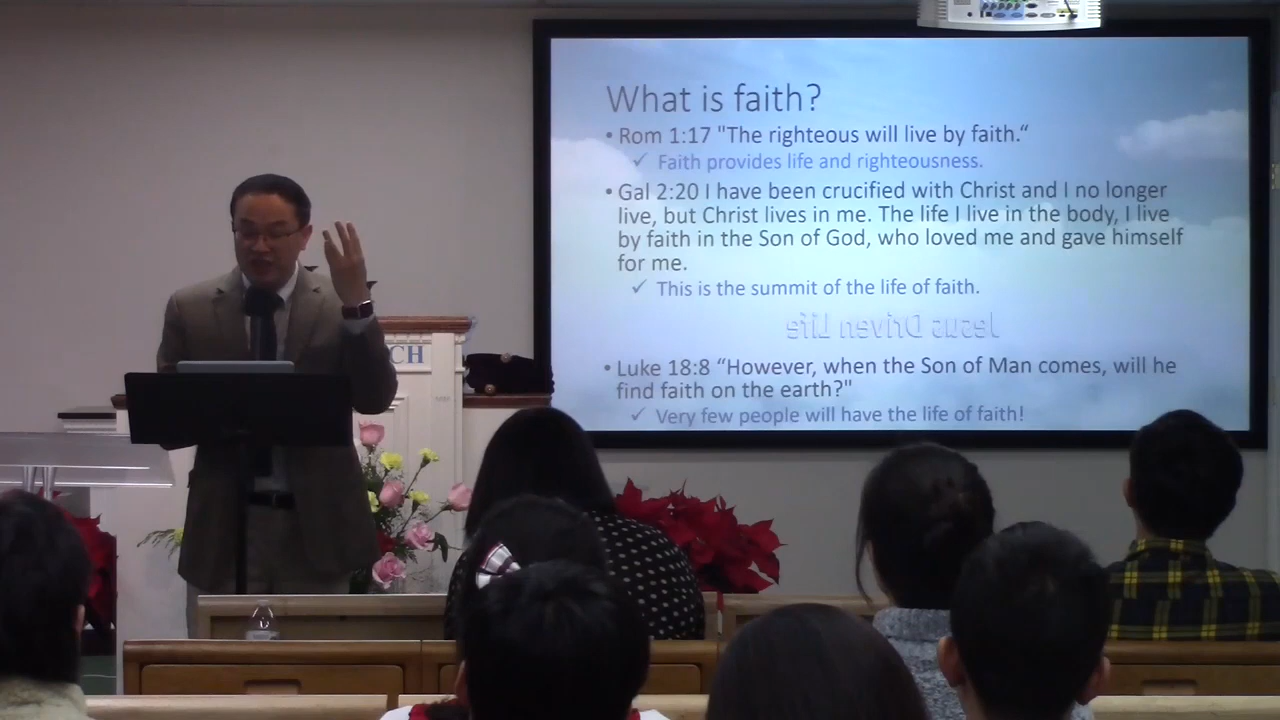 What is faith?
• Rom 1:17 "The righteous will live by faith.“
✓ Faith provides life and righteousness.
• Gal 2:20 I have been crucified with Christ and I no longer
live, but Christ lives in me. The life I live in the body, I live
by faith in the Son of God, who loved me and gave himself
for me.
✓ This is the summit of the life of faith.
Jesus Driven Life
• Luke 18:8 “However, when the Son of Man comes, will he
find faith on the earth?"
✓ Very few people will have the life of faith!
CH